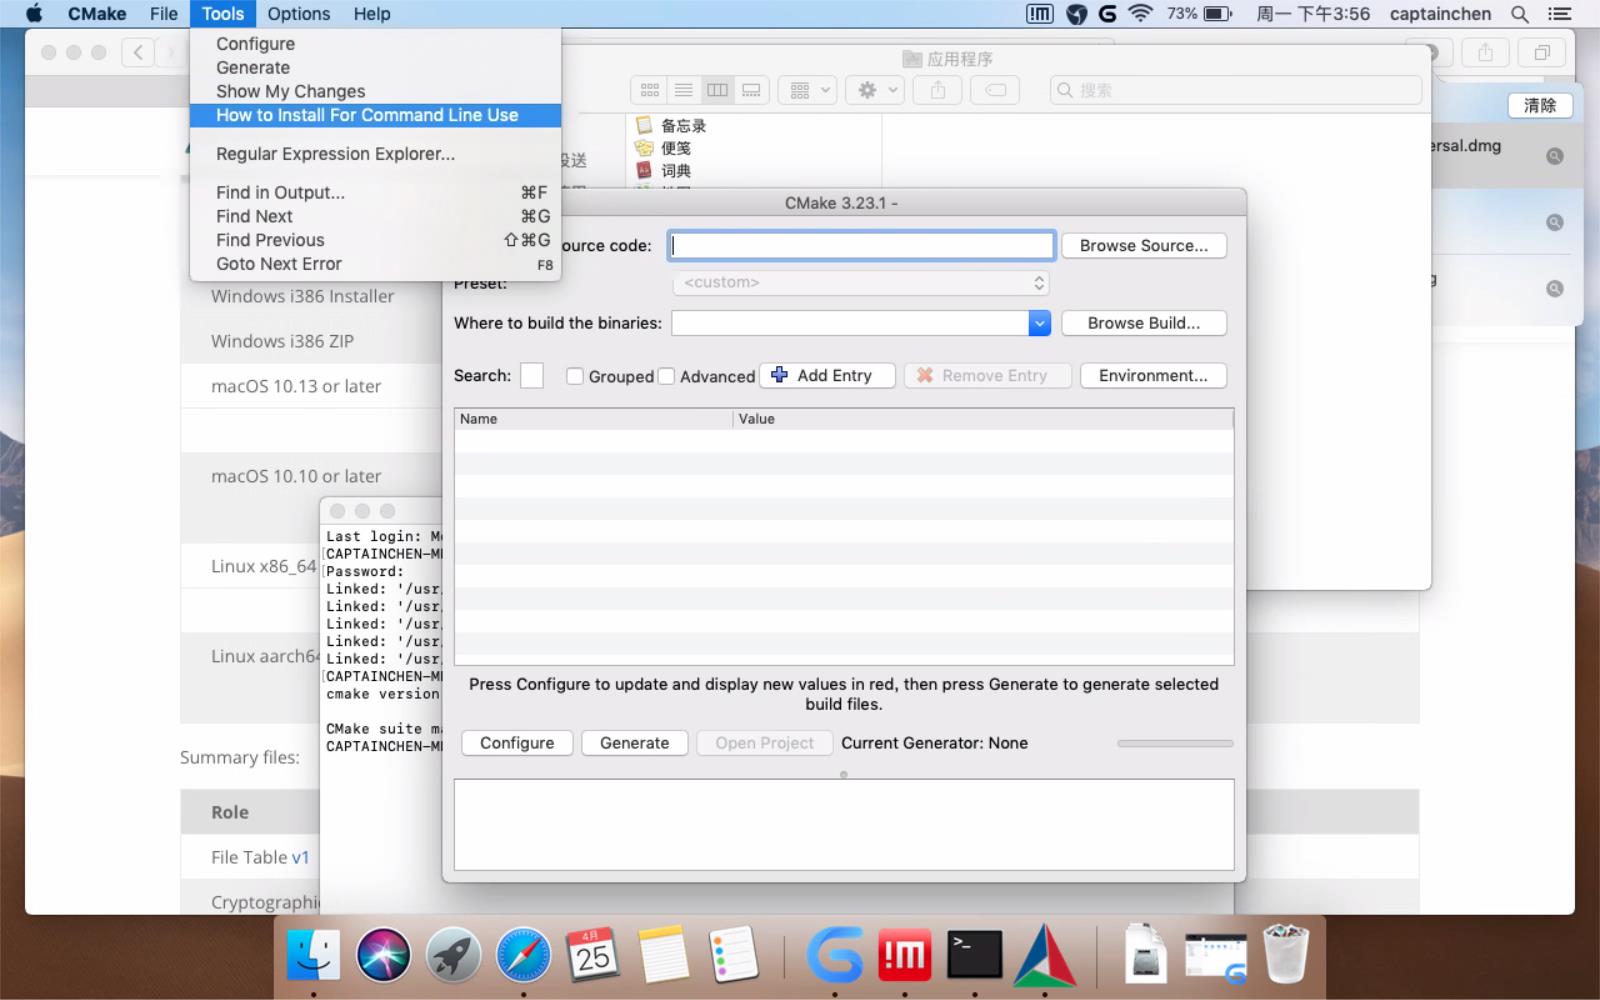 CMake File Tools Options Help 73% 周一 下午3:56 captainchen
Configure
Generate
Show My Changes
How to Install For Command Line Use
Regular Expression Explorer...
Find in Output... ⌘F
Find Next ⌘G
Find Previous ⇧⌘G
Goto Next Error F8
应用程序
搜索
清除
备忘录
便笺
词典
ersal.dmg
CMake 3.23.1 -
ource code: Browse Source...
Preset: <custom>
Where to build the binaries: Browse Build...
Search: Grouped Advanced Add Entry Remove Entry Environment...
Name Value
Press Configure to update and display new values in red, then press Generate to generate selected
build files.
Configure Generate Open Project Current Generator: None
Windows i386 Installer
Windows i386 ZIP
macOS 10.13 or later
macOS 10.10 or later
Linux x86_64
Linux aarch64
Summary files:
Role
File Table v1
Cryptographi
Last login: M
[CAPTAINCHEN-M
[Password:
Linked: '/usr
Linked: '/usr
Linked: '/usr
Linked: '/usr
Linked: '/usr
[CAPTAINCHEN-M
cmake version
CMake suite ma
CAPTAINCHEN-M
4月
25
!M
>_